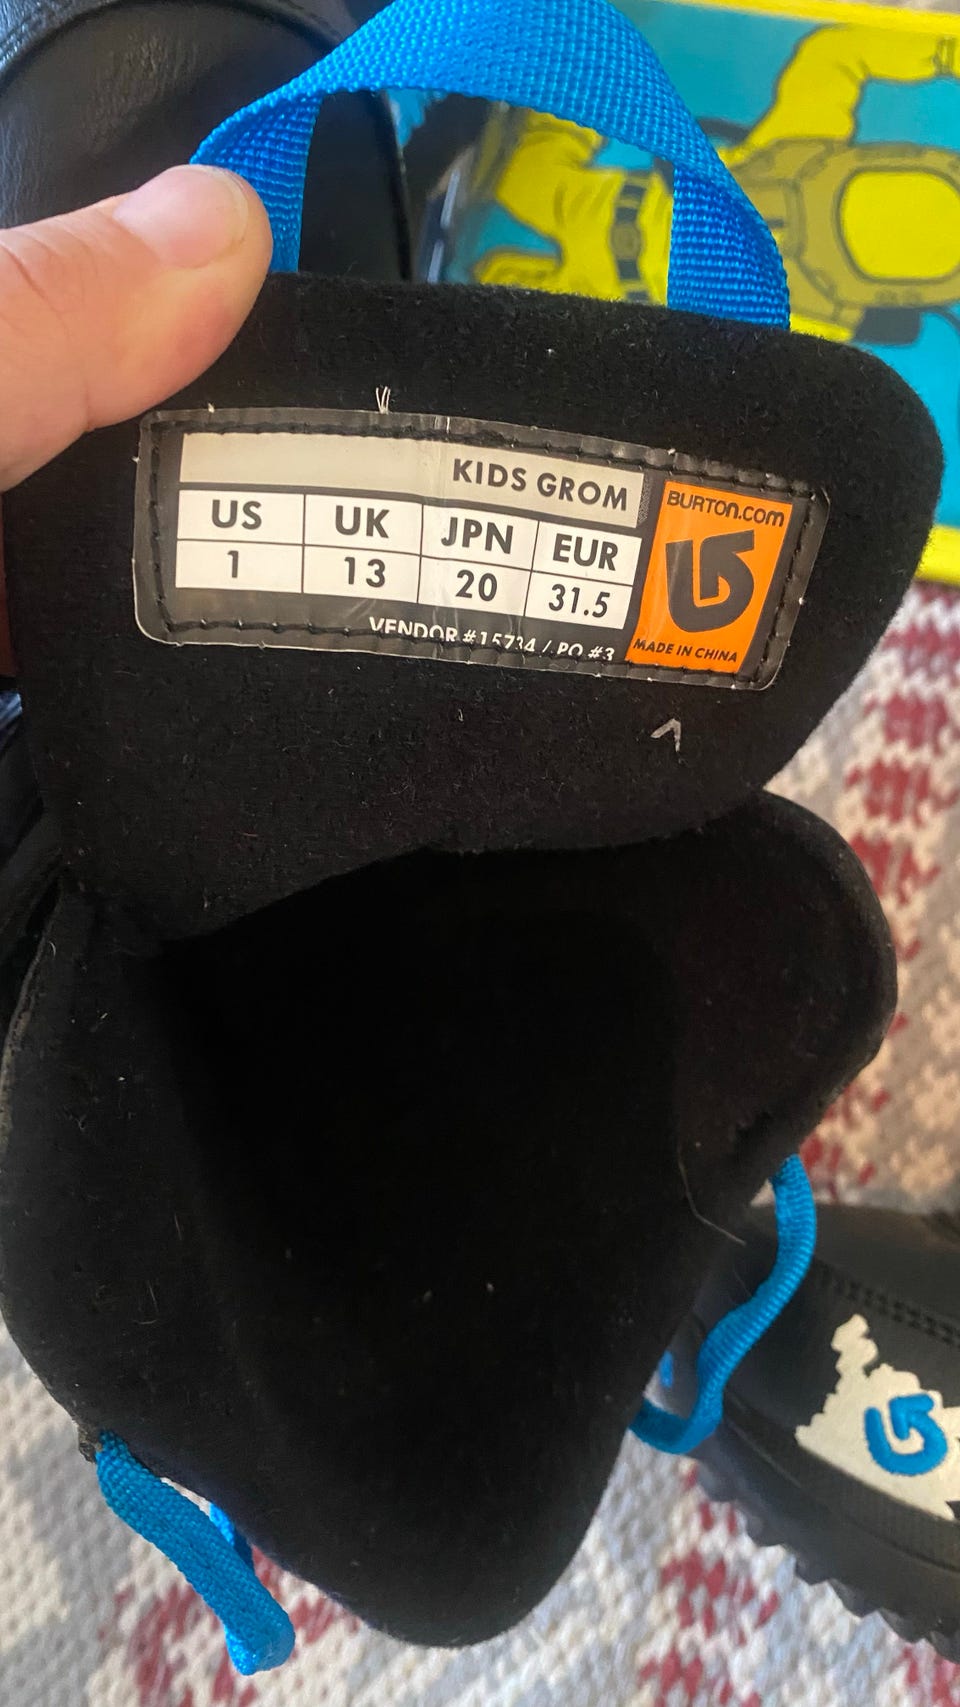 KIDS GROM
US UK JPN EUR
1 13 20 31.5
VENDOR #15734 / PO #3
BURTON.COM
MADE IN CHINA